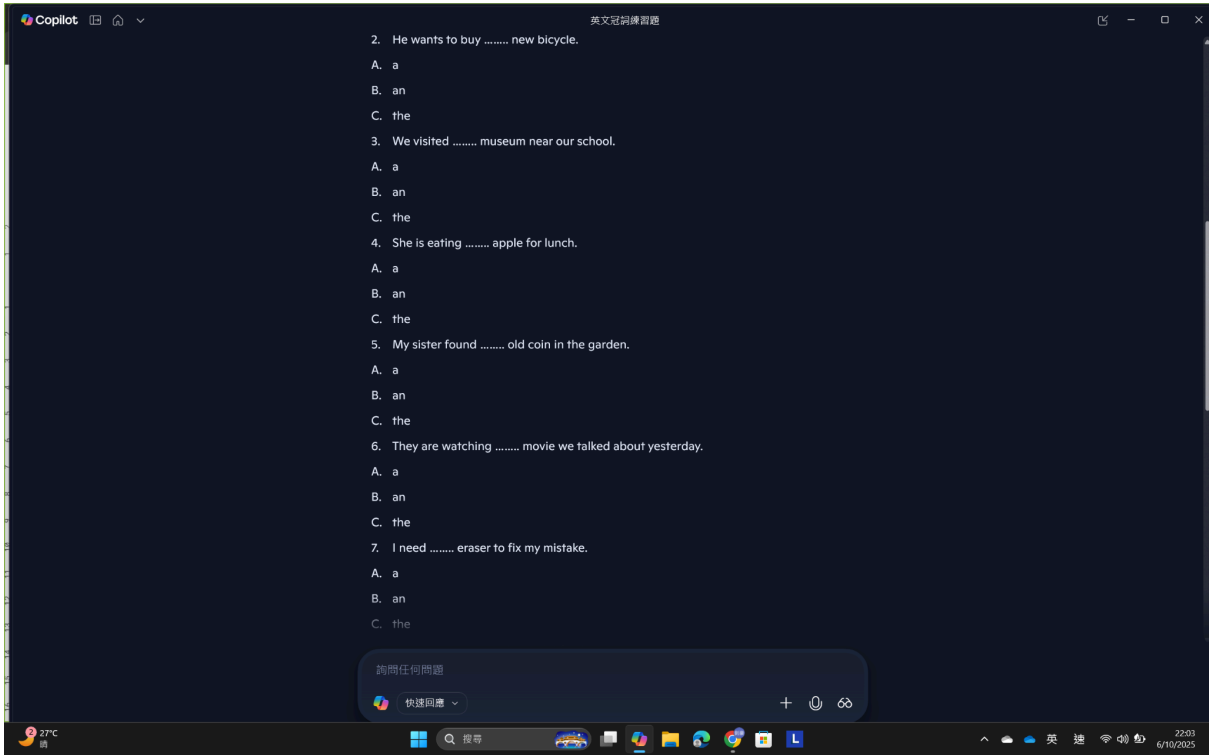 Copilot
英文冠詞練習題
2. He wants to buy ........ new bicycle.
A. a
B. an
C. the
3. We visited ........ museum near our school.
A. a
B. an
C. the
4. She is eating ........ apple for lunch.
A. a
B. an
C. the
5. My sister found ........ old coin in the garden.
A. a
B. an
C. the
6. They are watching ........ movie we talked about yesterday.
A. a
B. an
C. the
7. I need ........ eraser to fix my mistake.
A. a
B. an
C. the
詢問任何問題
快速回應
2 27°C
晴
搜尋
L
英
22:03
6/10/2025